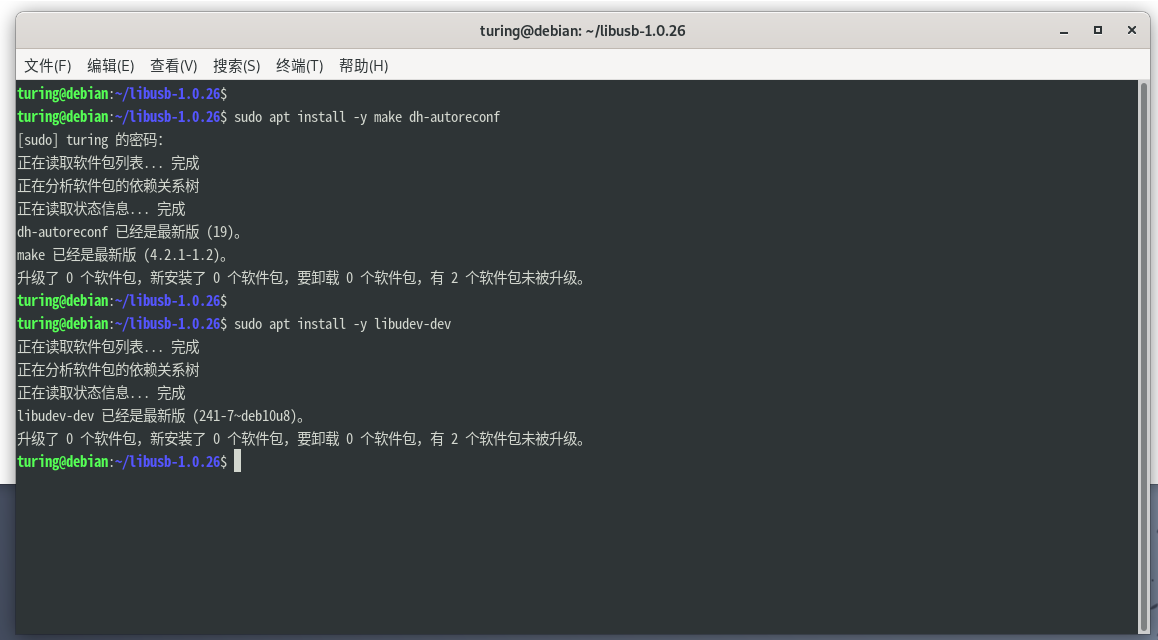 turing@debian: ~/libusb-1.0.26
文件(F) 编辑(E) 查看(V) 搜索(S) 终端(T) 帮助(H)
turing@debian:~/libusb-1.0.26$
turing@debian:~/libusb-1.0.26$ sudo apt install -y make dh-autoreconf
[sudo] turing 的密码：
正在读取软件包列表... 完成
正在分析软件包的依赖关系树
正在读取状态信息... 完成
dh-autoreconf 已经是最新版 (19)。
make 已经是最新版 (4.2.1-1.2)。
升级了 0 个软件包，新安装了 0 个软件包，要卸载 0 个软件包，有 2 个软件包未被升级。
turing@debian:~/libusb-1.0.26$
turing@debian:~/libusb-1.0.26$ sudo apt install -y libudev-dev
正在读取软件包列表... 完成
正在分析软件包的依赖关系树
正在读取状态信息... 完成
libudev-dev 已经是最新版 (241-7~deb10u8)。
升级了 0 个软件包，新安装了 0 个软件包，要卸载 0 个软件包，有 2 个软件包未被升级。
turing@debian:~/libusb-1.0.26$